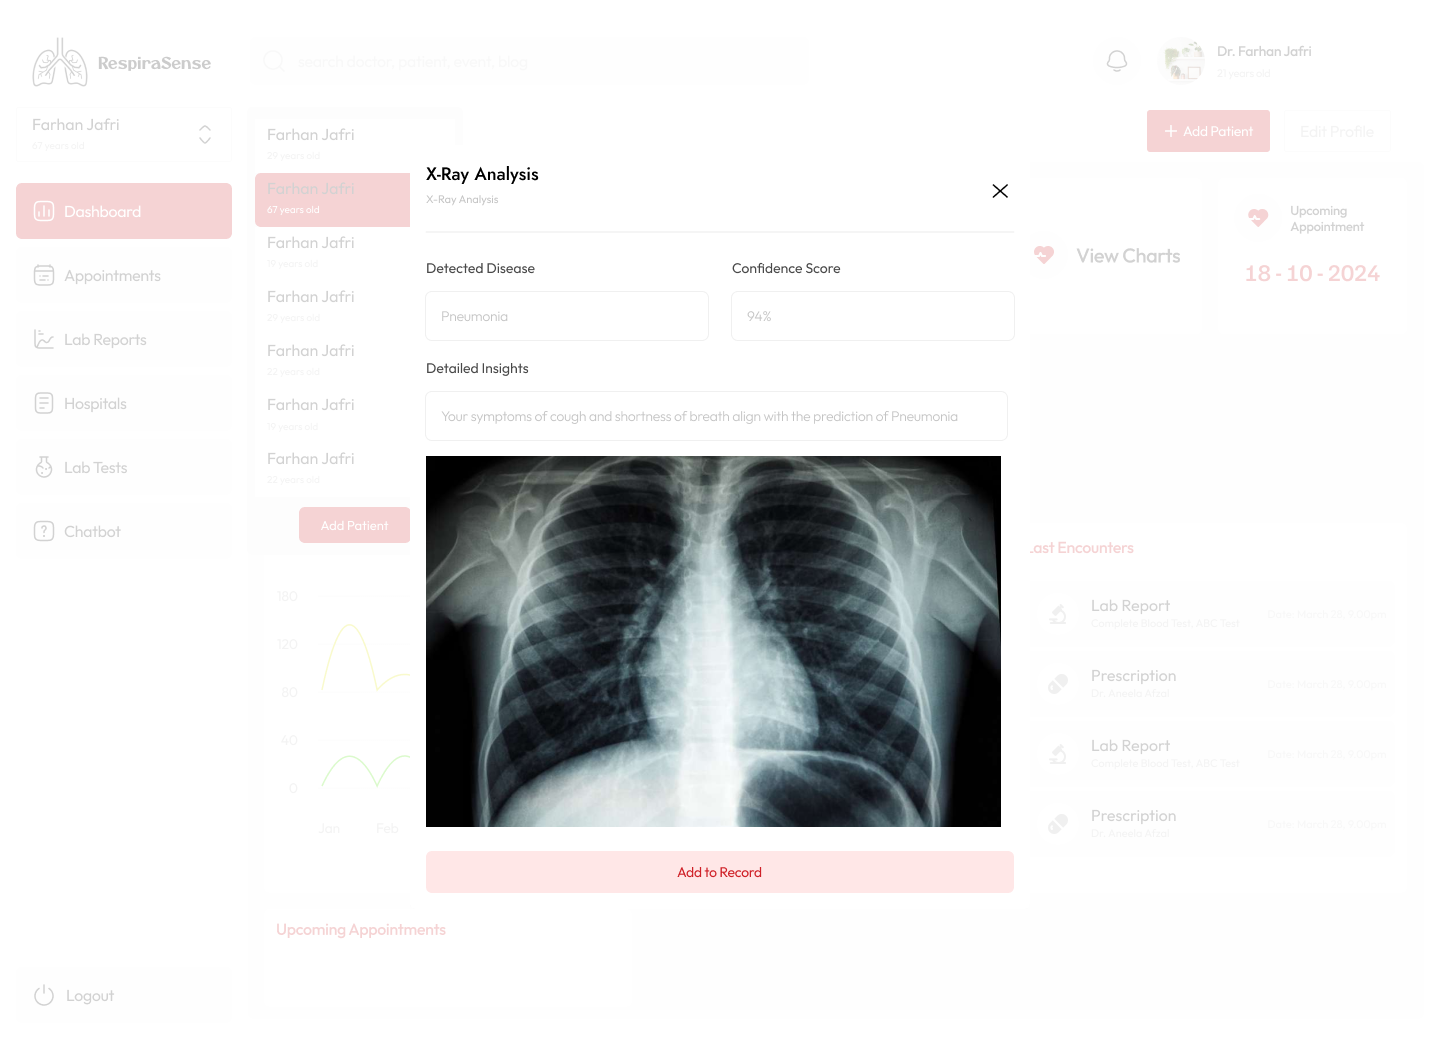 RespiraSense
search doctor, patient, event, blog
Dr. Farhan Jafri
21 years old
Farhan Jafri
67 years old
+ Add Patient
Edit Profile
Dashboard
Appointments
Lab Reports
Hospitals
Lab Tests
Chatbot
Logout
Farhan Jafri
29 years old
Farhan Jafri
67 years old
Farhan Jafri
19 years old
Farhan Jafri
29 years old
Farhan Jafri
22 years old
Farhan Jafri
19 years old
Farhan Jafri
22 years old
Add Patient
X-Ray Analysis
X-Ray Analysis
Detected Disease
Confidence Score
Pneumonia
94%
Detailed Insights
Your symptoms of cough and shortness of breath align with the prediction of Pneumonia
Add to Record
View Charts
Upcoming
Appointment
18 - 10 - 2024
180
120
80
40
0
Jan
Feb
Upcoming Appointments
Last Encounters
Lab Report
Complete Blood Test, ABC Test
Date: March 28, 9:00pm
Prescription
Dr. Aneela Afzal
Date: March 28, 9:00pm
Lab Report
Complete Blood Test, ABC Test
Date: March 28, 9:00pm
Prescription
Dr. Aneela Afzal
Date: March 28, 9:00pm